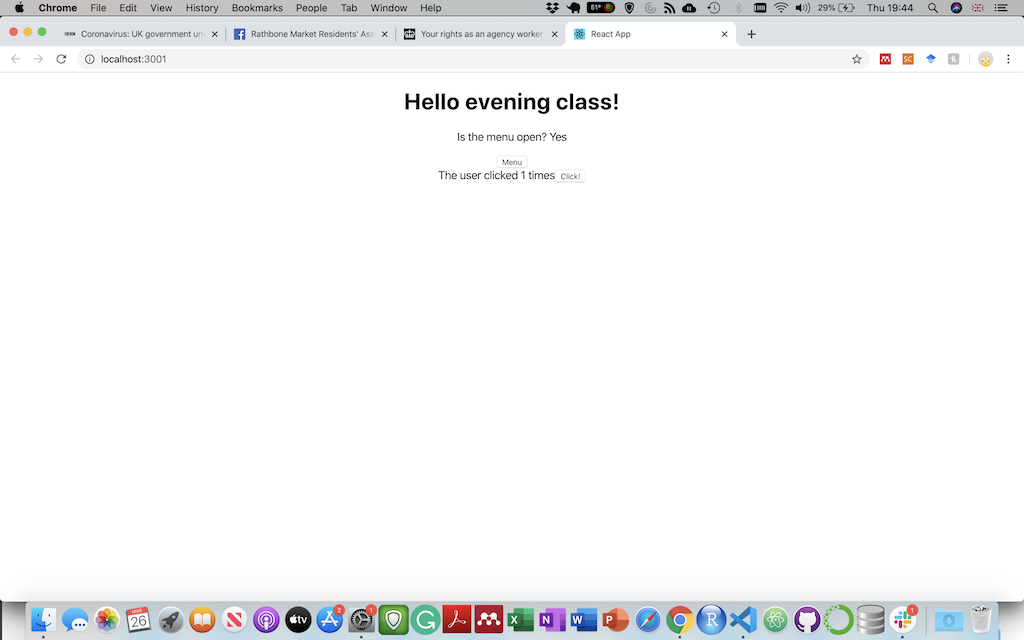 Chrome File Edit View History Bookmarks People Tab Window Help 51° 29% Thu 19:44
Coronavirus: UK government un Rathbone Market Residents' Ass Your rights as an agency worker React App
localhost:3001 SC
Hello evening class!
Is the menu open? Yes
Menu
The user clicked 1 times Click!
MAR 26 tv 2 1 X N W P R 1